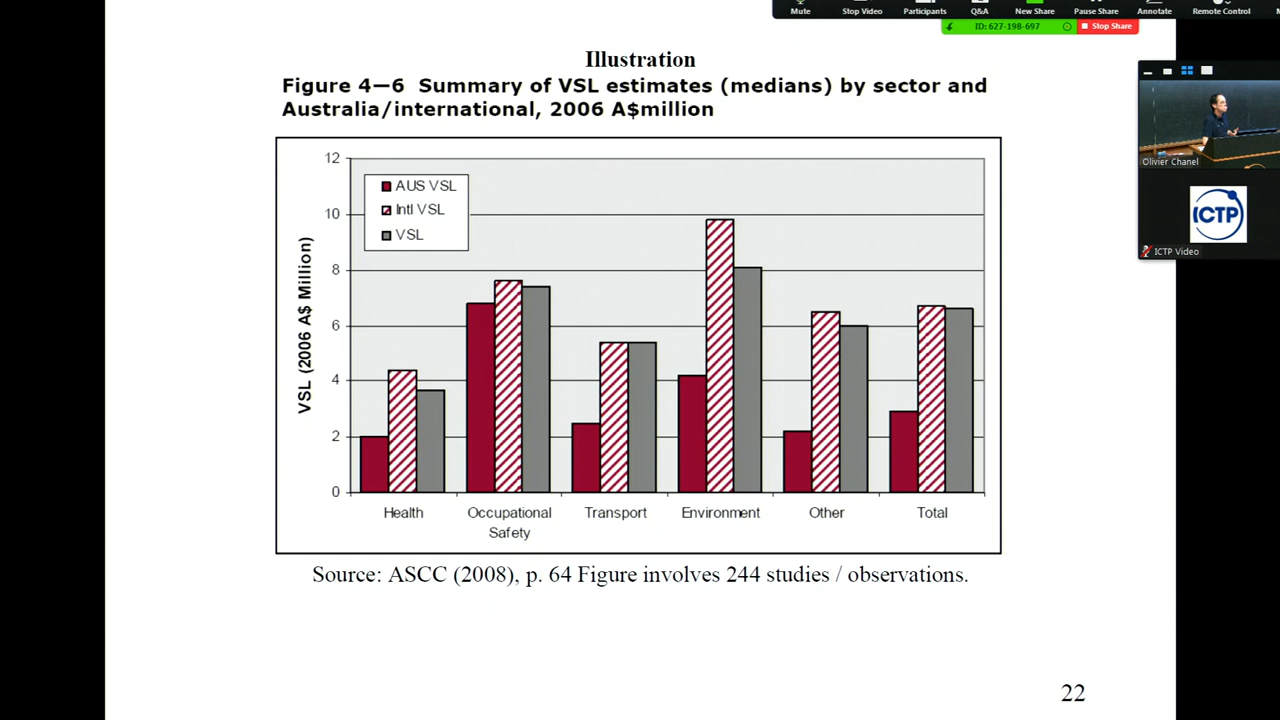 Mute Stop Video Participants Q&A New Share Pause Share Annotate Remote Control
ID: 627-198-697 Stop Share
Illustration
Figure 4—6 Summary of VSL estimates (medians) by sector and
Australia/international, 2006 A$million
VSL (2006 A$ Million)
12
10
8
6
4
2
0
AUS VSL
Intl VSL
VSL
Health
Occupational
Safety
Transport
Environment
Other
Total
Source: ASCC (2008), p. 64 Figure involves 244 studies / observations.
22
Olivier Chanel
ICTP
ICTP Video